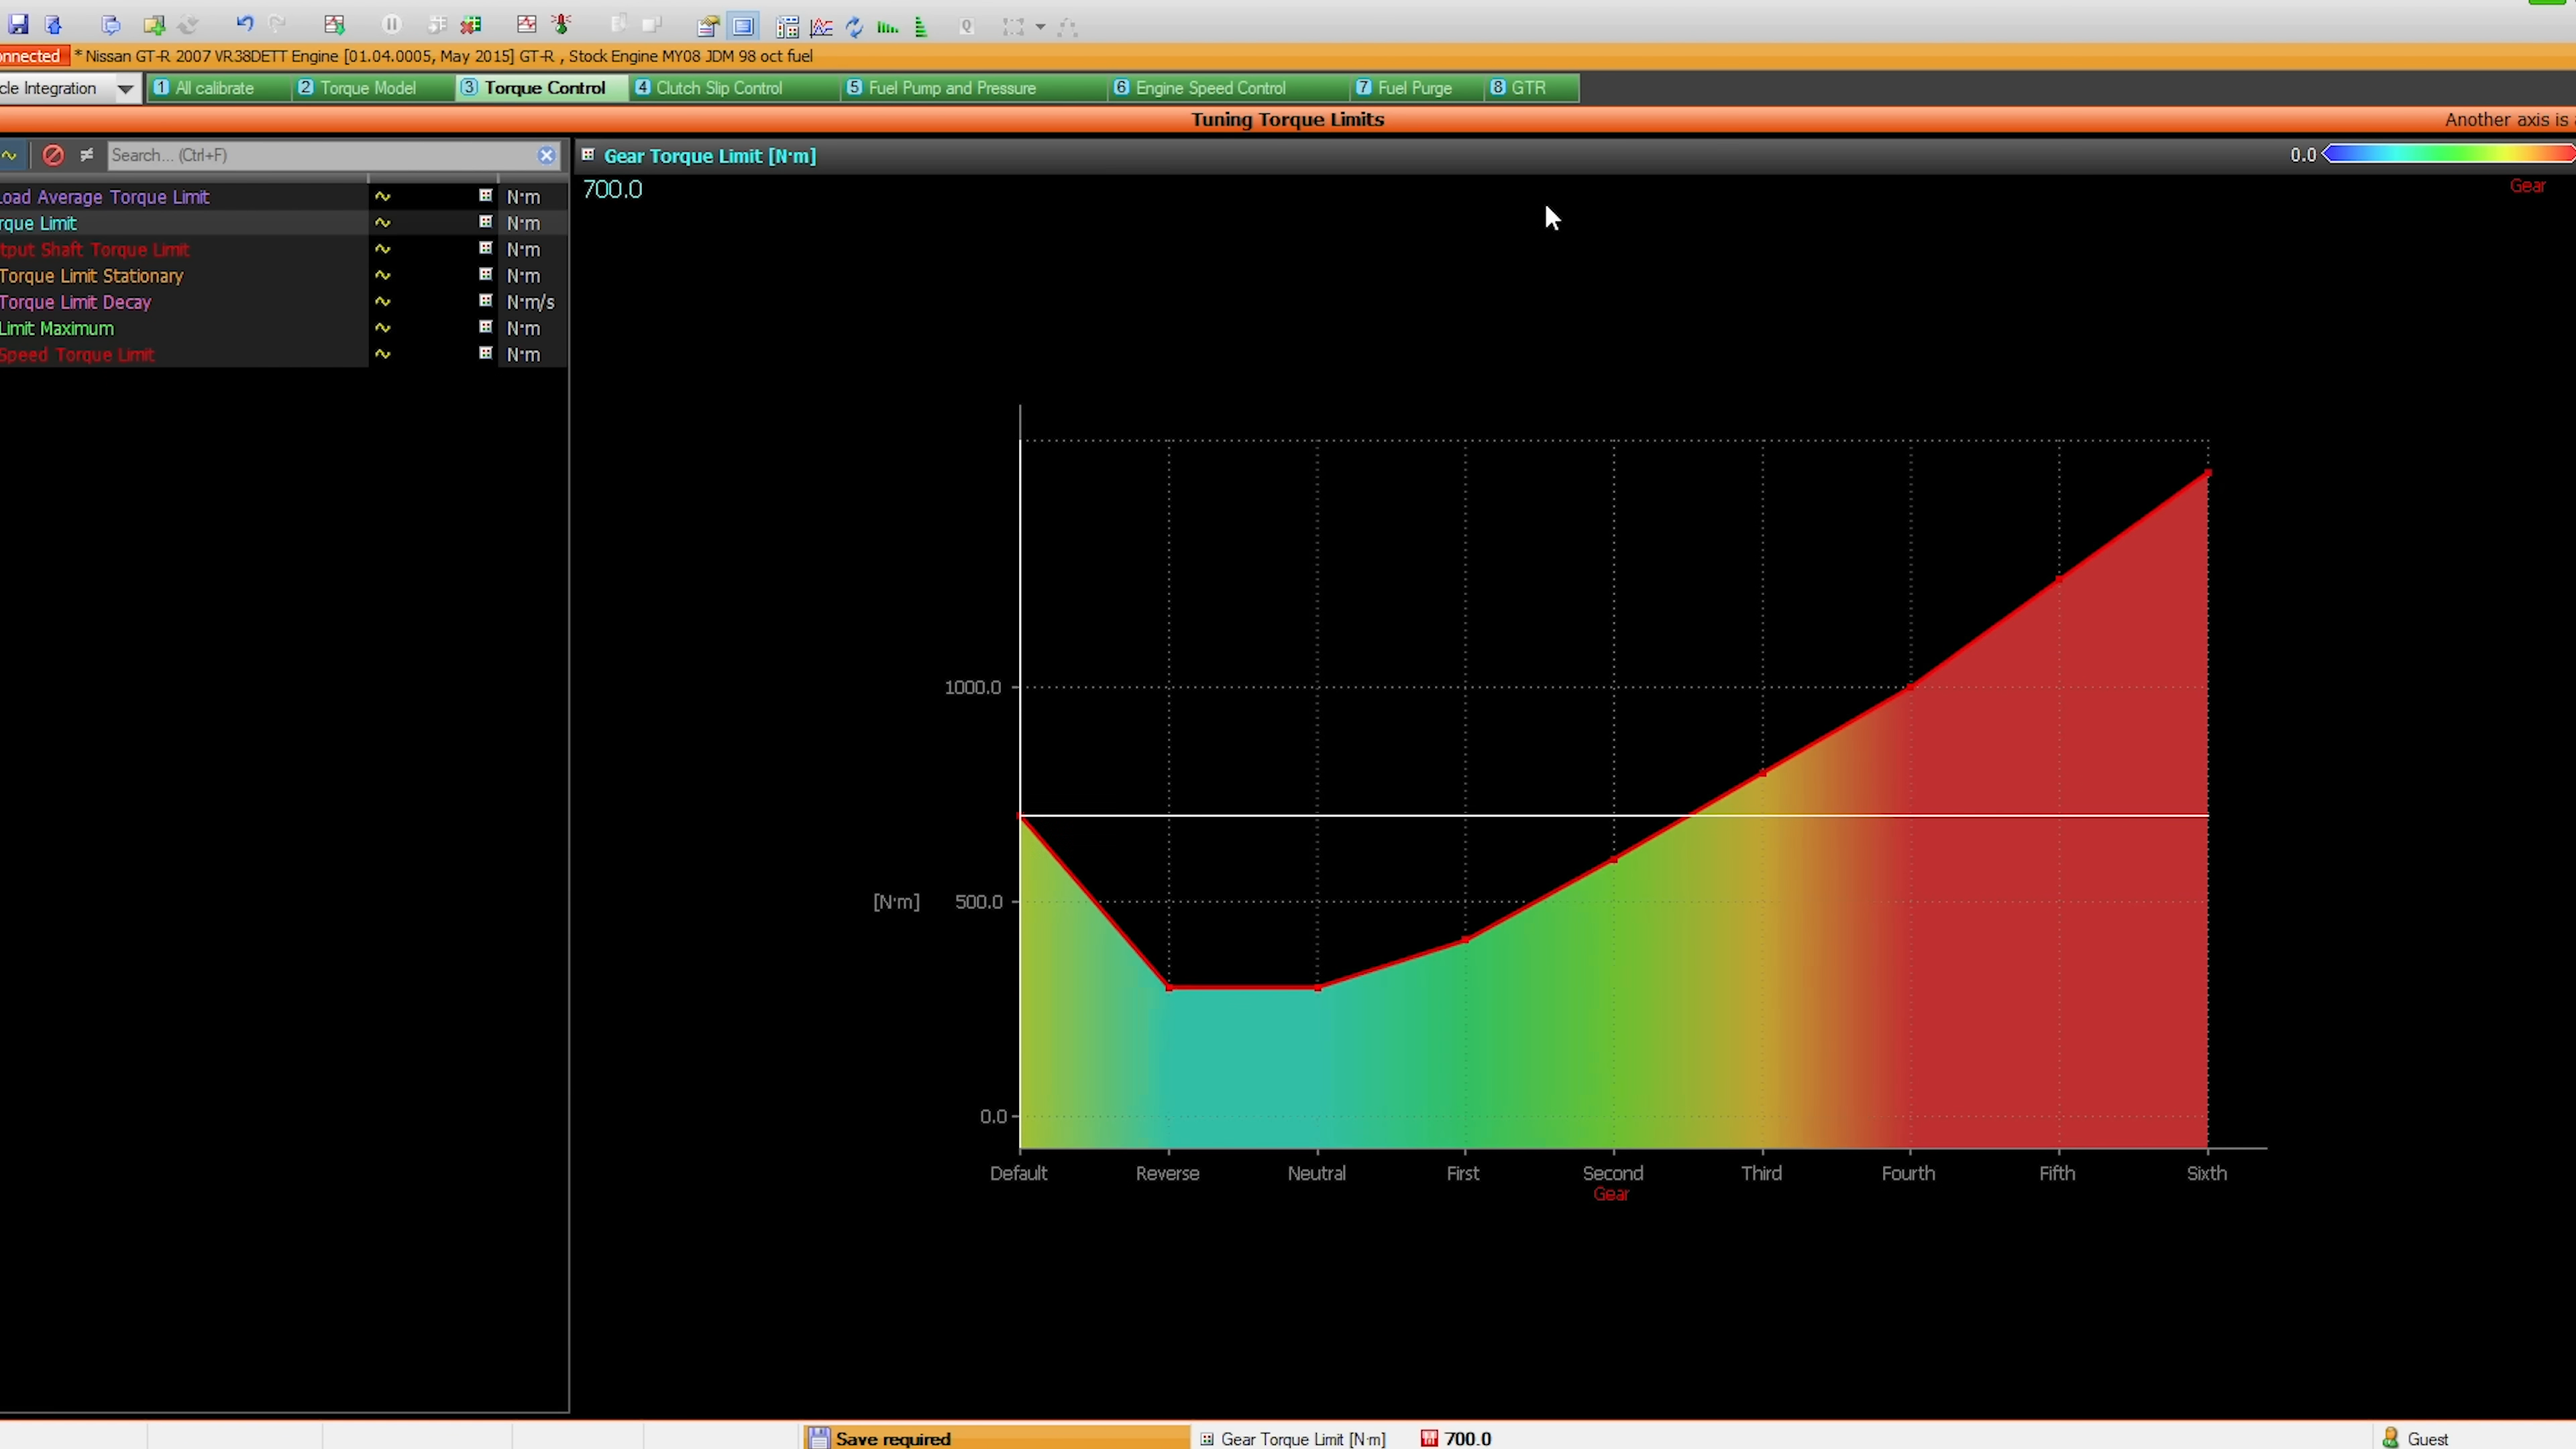 onnected * Nissan GT-R 2007 VR38DETT Engine [01.04.0005, May 2015] GT-R , Stock Engine MY08 JDM 98 oct fuel
cle Integration 1 All calibrate 2 Torque Model 3 Torque Control 4 Clutch Slip Control 5 Fuel Pump and Pressure 6 Engine Speed Control 7 Fuel Purge 8 GTR
Tuning Torque Limits Another axis is
Search... (Ctrl+F)
Gear Torque Limit [N·m] 0.0
700.0 Gear
Load Average Torque Limit N·m
rque Limit N·m
tput Shaft Torque Limit N·m
Torque Limit Stationary N·m
Torque Limit Decay N·m/s
Limit Maximum N·m
Speed Torque Limit N·m
1000.0
[N·m] 500.0
0.0
Default Reverse Neutral First Second Third Fourth Fifth Sixth
Gear
Save required Gear Torque Limit [N·m] 700.0 Guest